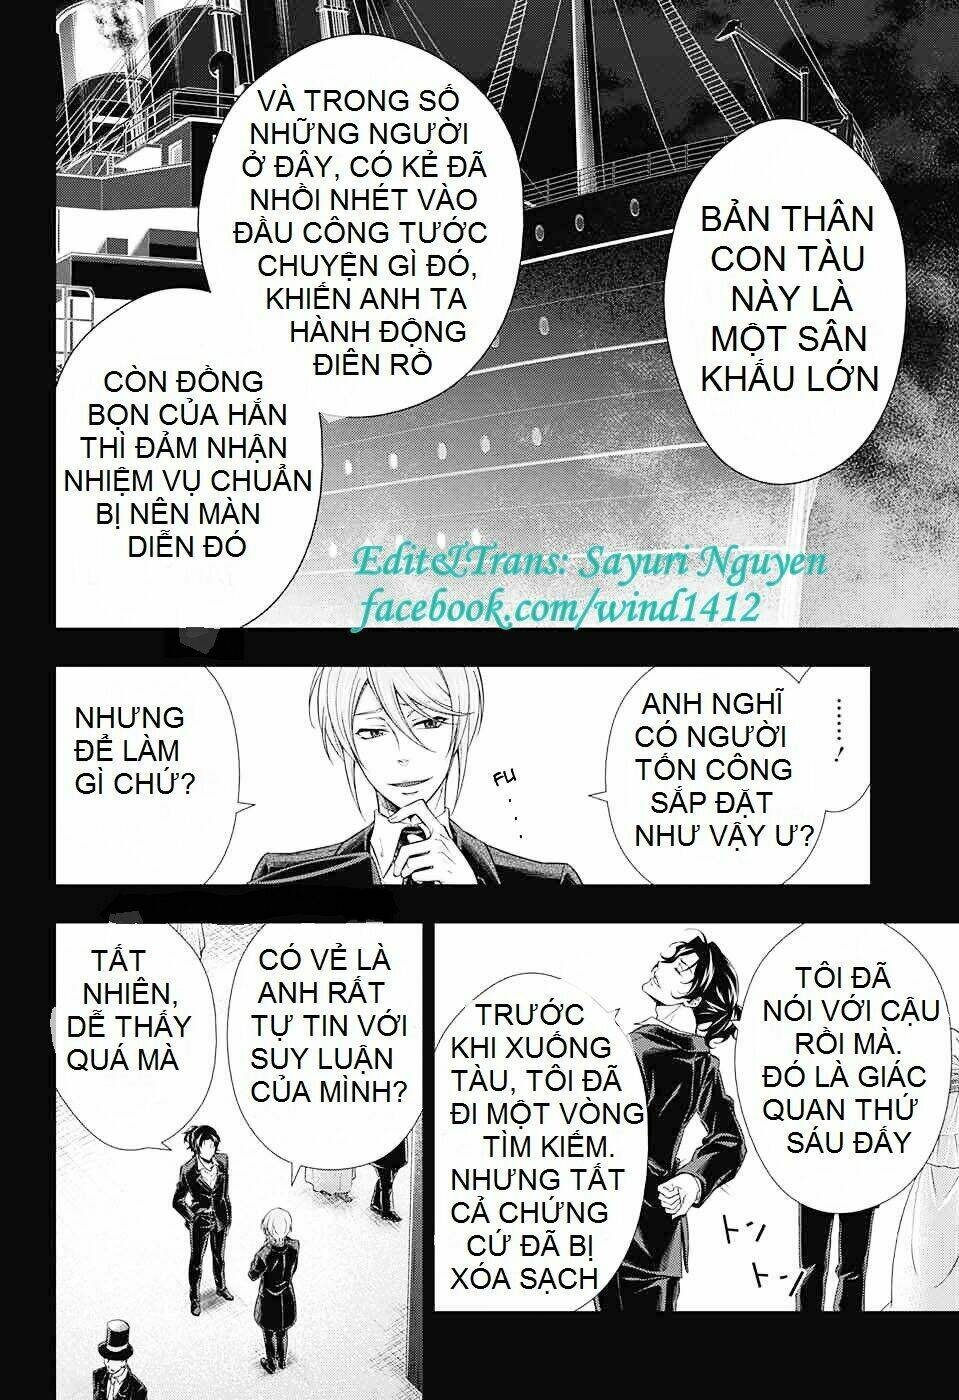 BẢN THÂN
CON TÀU
NÀY LÀ
MỘT SÂN
KHẤU LỚN
VÀ TRONG SỐ
NHỮNG NGƯỜI
Ở ĐÂY, CÓ KẺ ĐÃ
NHỒI NHÉT VÀO
ĐẦU CÔNG TƯỚC
CHUYỆN GÌ ĐÓ,
KHIẾN ANH TA
HÀNH ĐỘNG
ĐIÊN RỒ
CÒN ĐỒNG
BỌN CỦA HẮN
THÌ ĐẢM NHẬN
NHIỆM VỤ CHUẨN
BỊ NÊN MÀN
DIỄN ĐÓ
Edit&Trans: Sayuri Nguyen
facebook.com/wind1412
......!
ANH NGHĨ
CÓ NGƯỜI
TỐN CÔNG
SẮP ĐẶT
NHƯ VẬY Ư?
FU
...
NHƯNG
ĐỂ LÀM
GÌ CHỨ?
TÔI ĐÃ
NÓI VỚI CẬU
RỒI MÀ.
ĐÓ LÀ GIÁC
QUAN THỨ
SÁU ĐẤY
トン
トン
TRƯỚC
KHI XUỐNG
TÀU, TÔI ĐÃ
ĐI MỘT VÒNG
TÌM KIẾM.
NHƯNG TẤT
CẢ CHỨNG
CỨ ĐÃ BỊ
XÓA SẠCH
CÓ VẺ LÀ
ANH RẤT
TỰ TIN VỚI
SUY LUẬN
CỦA MÌNH?
TẤT
NHIÊN,
DỄ THẤY
QUÁ MÀ